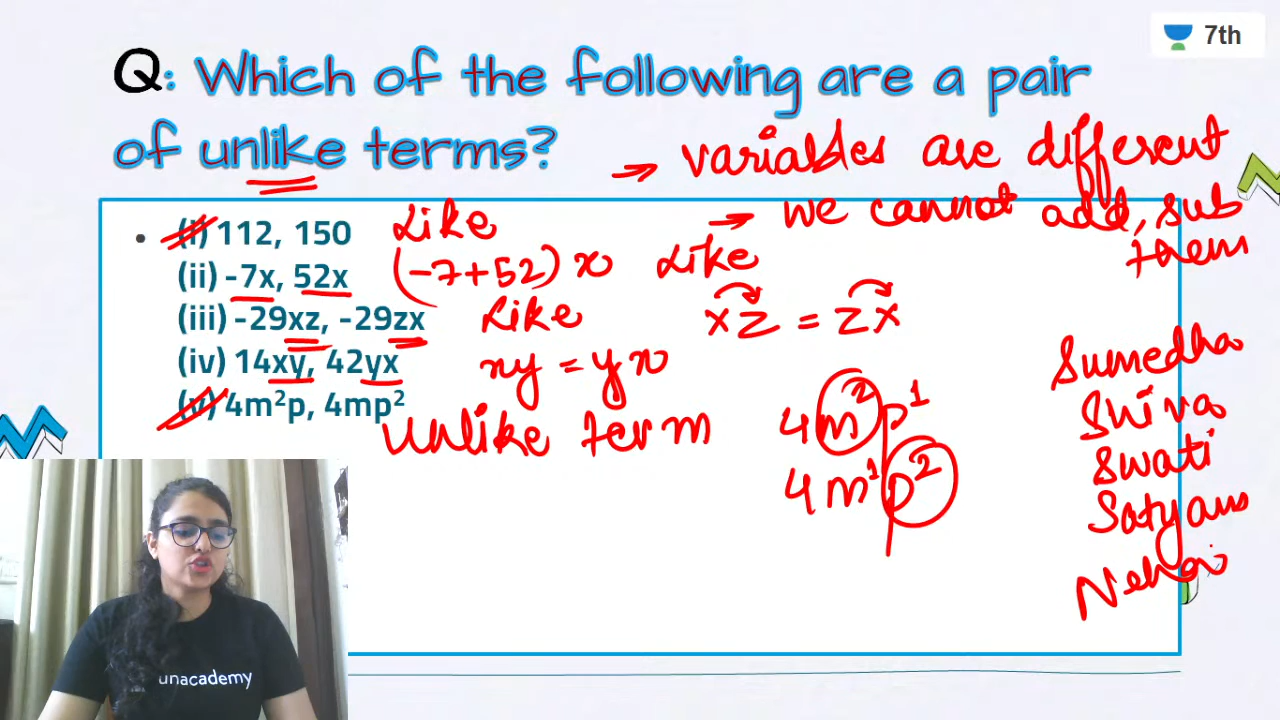 7th
Q: Which of the following are a pair
of unlike terms?
→ variables are different
→ we cannot add, sub
them
• (i) 112, 150 Like
(ii) -7x, 52x (-7+52)x Like
(iii) -29xz, -29zx Like xz = zx
(iv) 14xy, 42yx xy = yx
(v) 4m²p, 4mp² Unlike term
4m²p¹
4m¹p²
Sumedha
Shiva
Swati
Satyam
Neha
unacademy